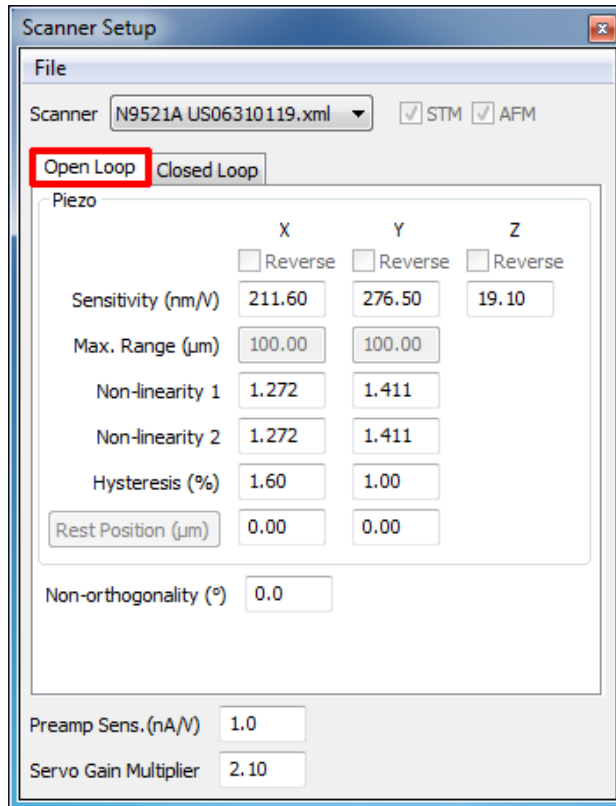 Scanner Setup
File
Scanner N9521A US06310119.xml STM AFM
Open Loop Closed Loop
Piezo
X Y Z
Reverse Reverse Reverse
Sensitivity (nm/V) 211.60 276.50 19.10
Max. Range (µm) 100.00 100.00
Non-linearity 1 1.272 1.411
Non-linearity 2 1.272 1.411
Hysteresis (%) 1.60 1.00
Rest Position (µm) 0.00 0.00
Non-orthogonality (°) 0.0
Preamp Sens.(nA/V) 1.0
Servo Gain Multiplier 2.10